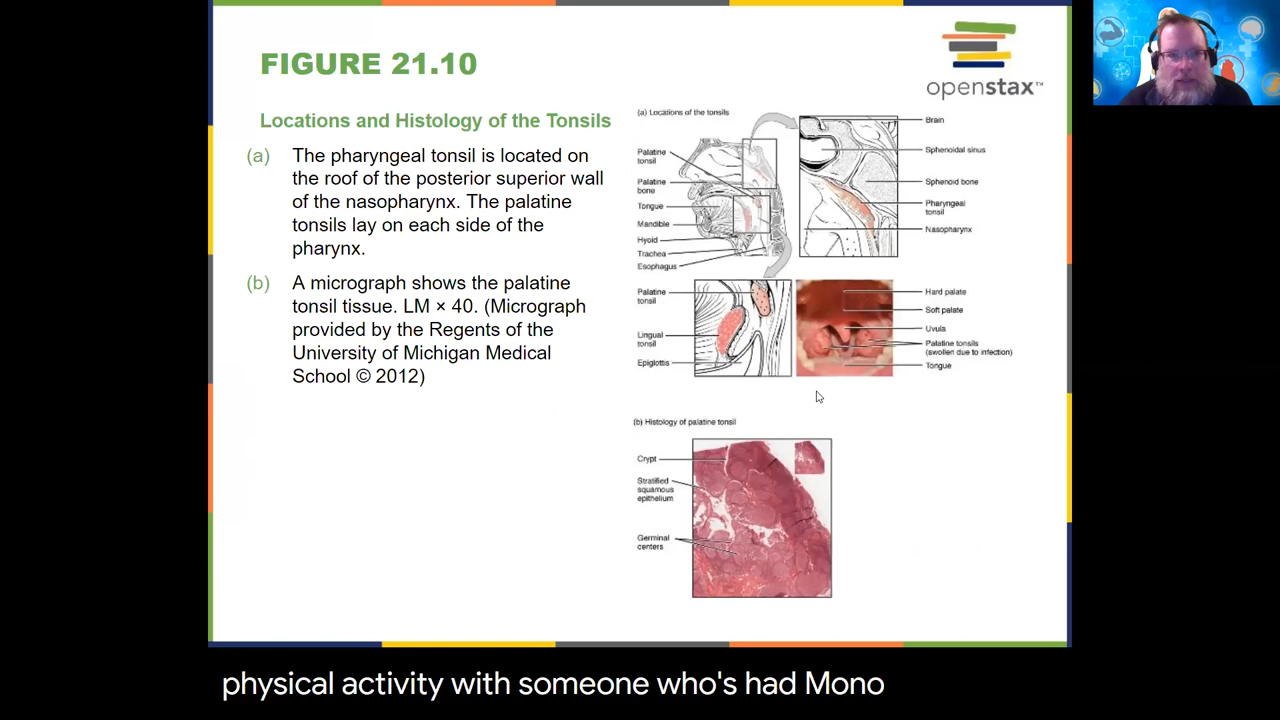 FIGURE 21.10
openstax™
Locations and Histology of the Tonsils
(a) The pharyngeal tonsil is located on
the roof of the posterior superior wall
of the nasopharynx. The palatine
tonsils lay on each side of the
pharynx.
(b) A micrograph shows the palatine
tonsil tissue. LM × 40. (Micrograph
provided by the Regents of the
University of Michigan Medical
School © 2012)
(a) Locations of the tonsils
Palatine
tonsil
Palatine
bone
Tongue
Mandible
Hyoid
Trachea
Esophagus
Brain
Sphenoidal sinus
Sphenoid bone
Pharyngeal
tonsil
Nasopharynx
Palatine
tonsil
Lingual
tonsil
Epiglottis
Hard palate
Soft palate
Uvula
Palatine tonsils
(swollen due to infection)
Tongue
(b) Histology of palatine tonsil
Crypt
Stratified
squamous
epithelium
Germinal
centers
physical activity with someone who's had Mono